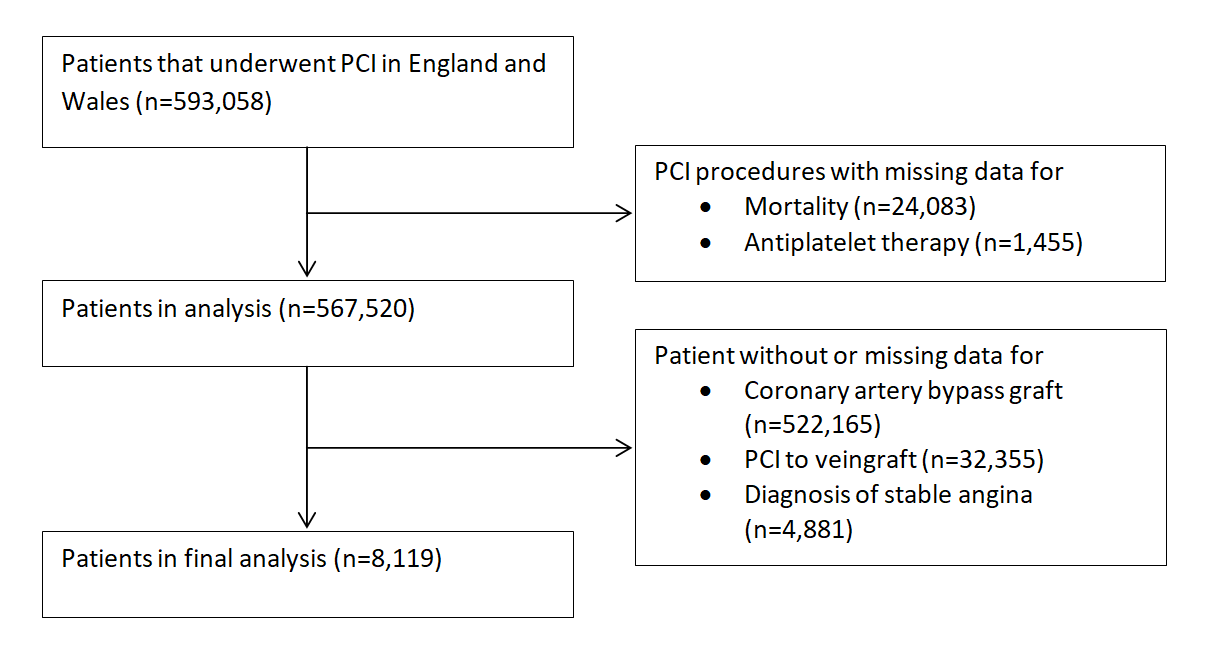 Patients that underwent PCI in England and
Wales (n=593,058)
PCI procedures with missing data for
• Mortality (n=24,083)
• Antiplatelet therapy (n=1,455)
Patients in analysis (n=567,520)
Patient without or missing data for
• Coronary artery bypass graft
(n=522,165)
• PCI to veingraft (n=32,355)
• Diagnosis of stable angina
(n=4,881)
Patients in final analysis (n=8,119)